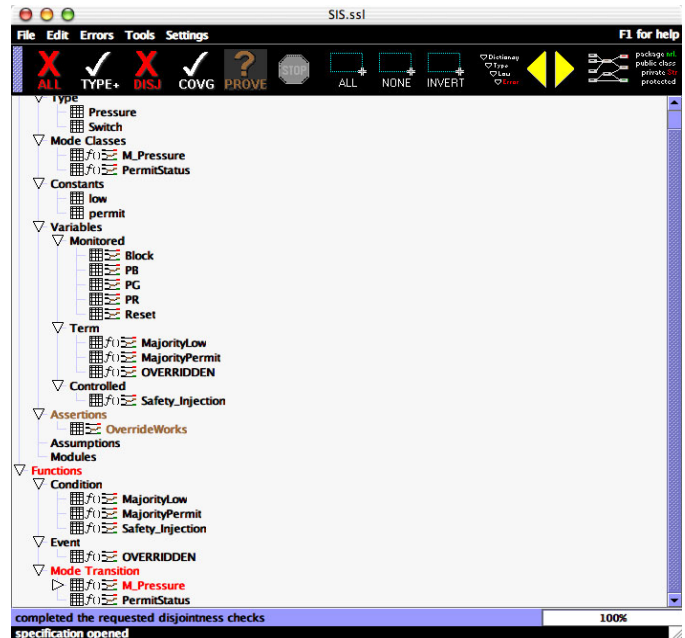 SIS.ssl
File Edit Errors Tools Settings F1 for help
ALL TYPE+ DISJ COVG PROVE STOP ALL NONE INVERT
Dictionary
Type
Error
package
public class
private
protected
Type
Pressure
Switch
Mode Classes
f() M_Pressure
f() PermitStatus
Constants
low
permit
Variables
Monitored
Block
PB
PG
PR
Reset
Term
f() MajorityLow
f() MajorityPermit
f() OVERRIDDEN
Controlled
f() Safety_Injection
Assertions
OverrideWorks
Assumptions
Modules
Functions
Condition
f() MajorityLow
f() MajorityPermit
f() Safety_Injection
Event
f() OVERRIDDEN
Mode Transition
f() M_Pressure
f() PermitStatus
completed the requested disjointness checks 100%
specification opened